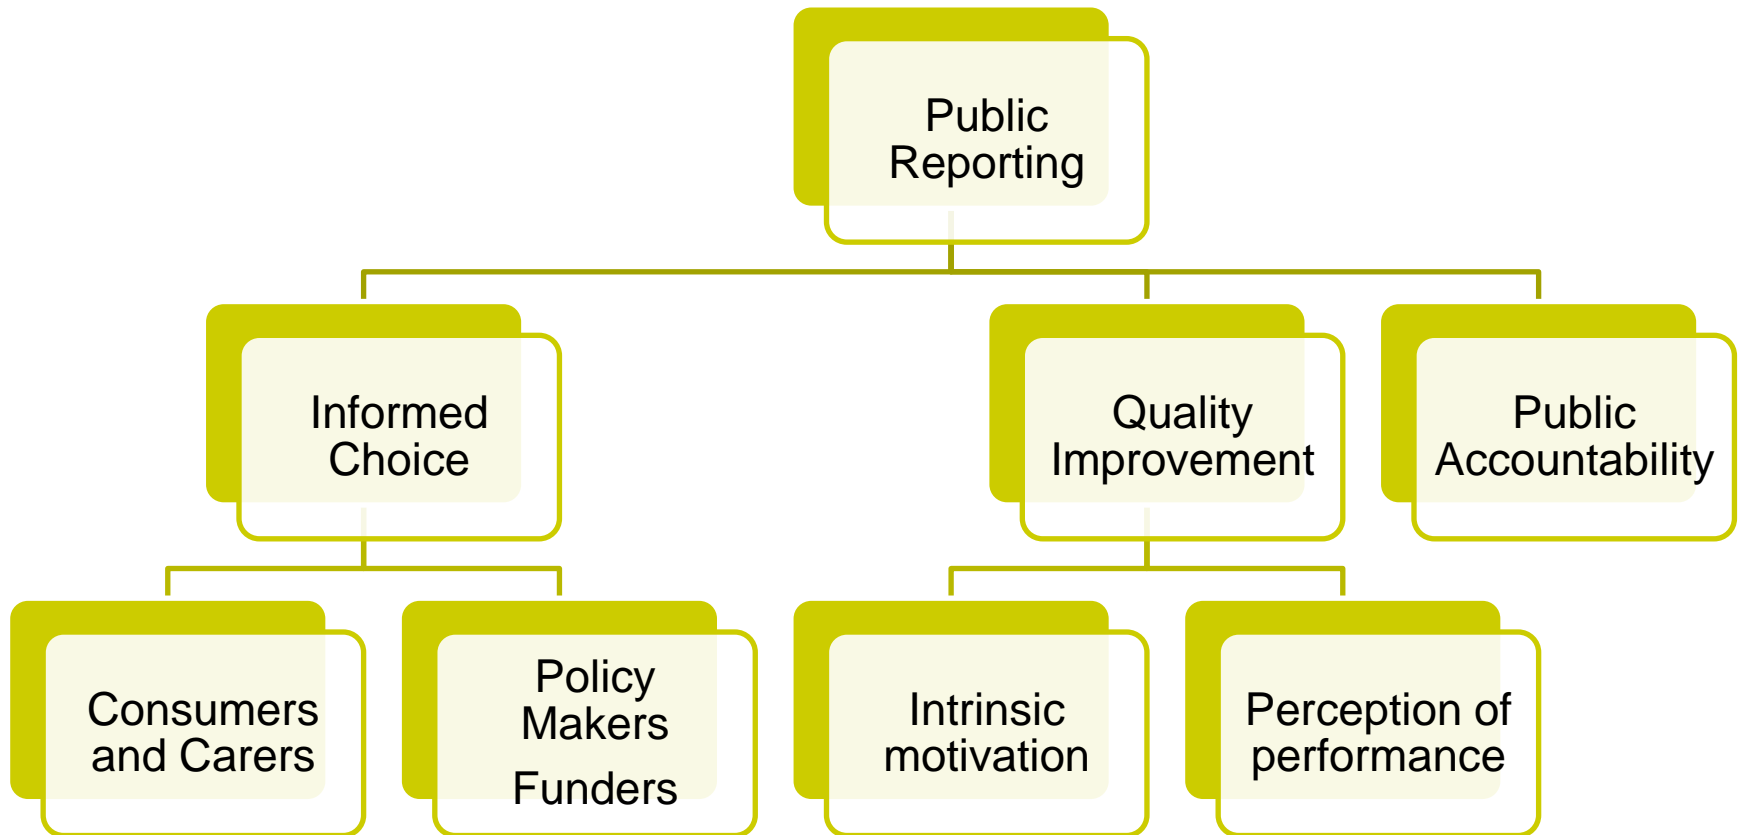 Public
Reporting
Informed
Choice
Quality
Improvement
Public
Accountability
Consumers
and Carers
Policy
Makers
Funders
Intrinsic
motivation
Perception of
performance